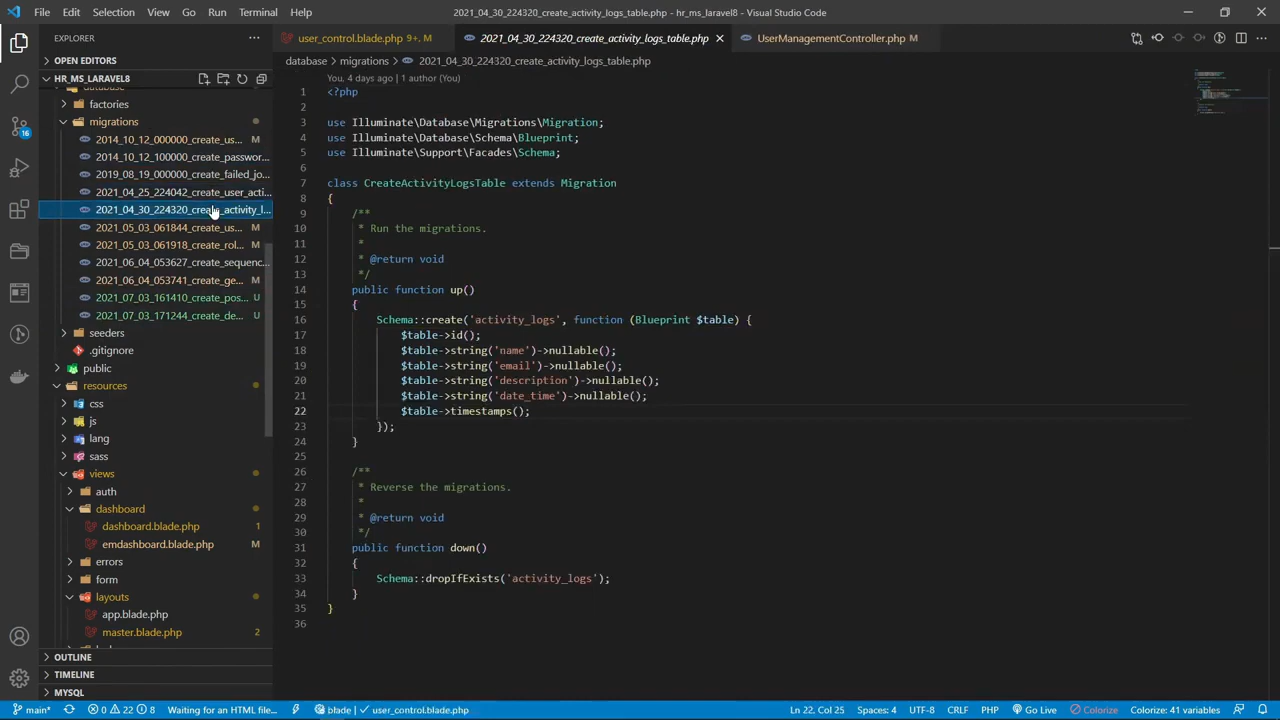 File Edit Selection View Go Run Terminal Help
2021_04_30_224320_create_activity_logs_table.php - hr_ms_laravel8 - Visual Studio Code
EXPLORER
OPEN EDITORS
HR_MS_LARAVEL8
database
factories
migrations
2014_10_12_000000_create_us... M
2014_10_12_100000_create_passwor...
2019_08_19_000000_create_failed_jo...
2021_04_25_224042_create_user_acti...
2021_04_30_224320_create_activity_l...
2021_05_03_061844_create_us... M
2021_05_03_061918_create_rol... M
2021_06_04_053627_create_sequenc...
2021_06_04_053741_create_ge... M
2021_07_03_161410_create_pos... U
2021_07_03_171244_create_de... U
seeders
.gitignore
public
resources
css
js
lang
sass
views
auth
dashboard
dashboard.blade.php 1
emdashboard.blade.php M
errors
form
layouts
app.blade.php
master.blade.php 2
OUTLINE
TIMELINE
MYSQL
16
user_control.blade.php 9+, M
2021_04_30_224320_create_activity_logs_table.php
UserManagementController.php M
database > migrations > 2021_04_30_224320_create_activity_logs_table.php
You, 4 days ago | 1 author (You)
1 <?php
2
3 use Illuminate\Database\Migrations\Migration;
4 use Illuminate\Database\Schema\Blueprint;
5 use Illuminate\Support\Facades\Schema;
6
7 class CreateActivityLogsTable extends Migration
8 {
9 /**
10 * Run the migrations.
11 *
12 * @return void
13 */
14 public function up()
15 {
16 Schema::create('activity_logs', function (Blueprint $table) {
17 $table->id();
18 $table->string('name')->nullable();
19 $table->string('email')->nullable();
20 $table->string('description')->nullable();
21 $table->string('date_time')->nullable();
22 $table->timestamps();
23 });
24 }
25
26 /**
27 * Reverse the migrations.
28 *
29 * @return void
30 */
31 public function down()
32 {
33 Schema::dropIfExists('activity_logs');
34 }
35 }
36
main* 0 22 8 Waiting for an HTML file... blade user_control.blade.php Ln 22, Col 25 Spaces: 4 UTF-8 CRLF PHP Go Live Colorize Colorize: 41 variables